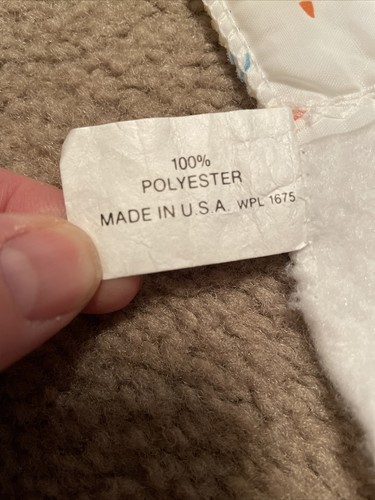 100%
POLYESTER
MADE IN U.S.A. WPL 1675